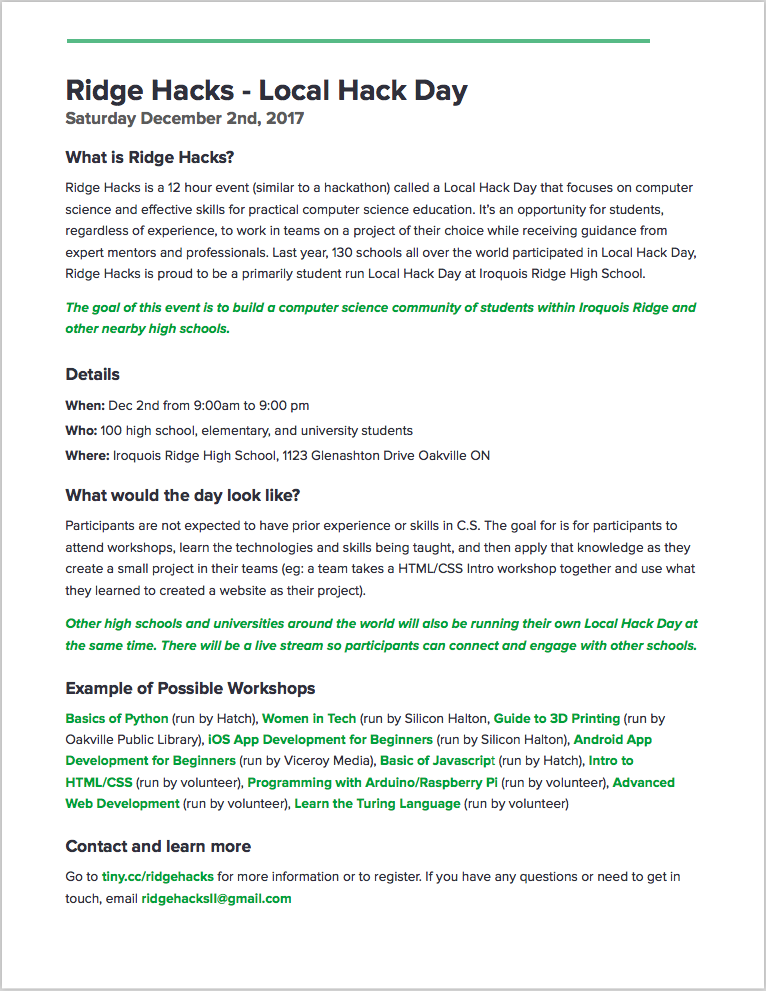 Ridge Hacks - Local Hack Day
Saturday December 2nd, 2017
What is Ridge Hacks?
Ridge Hacks is a 12 hour event (similar to a hackathon) called a Local Hack Day that focuses on computer
science and effective skills for practical computer science education. It's an opportunity for students,
regardless of experience, to work in teams on a project of their choice while receiving guidance from
expert mentors and professionals. Last year, 130 schools all over the world participated in Local Hack Day,
Ridge Hacks is proud to be a primarily student run Local Hack Day at Iroquois Ridge High School.
The goal of this event is to build a computer science community of students within Iroquois Ridge and
other nearby high schools.
Details
When: Dec 2nd from 9:00am to 9:00 pm
Who: 100 high school, elementary, and university students
Where: Iroquois Ridge High School, 1123 Glenashton Drive Oakville ON
What would the day look like?
Participants are not expected to have prior experience or skills in C.S. The goal for is for participants to
attend workshops, learn the technologies and skills being taught, and then apply that knowledge as they
create a small project in their teams (eg: a team takes a HTML/CSS Intro workshop together and use what
they learned to created a website as their project).
Other high schools and universities around the world will also be running their own Local Hack Day at
the same time. There will be a live stream so participants can connect and engage with other schools.
Example of Possible Workshops
Basics of Python (run by Hatch), Women in Tech (run by Silicon Halton, Guide to 3D Printing (run by
Oakville Public Library), iOS App Development for Beginners (run by Silicon Halton), Android App
Development for Beginners (run by Viceroy Media), Basic of Javascript (run by Hatch), Intro to
HTML/CSS (run by volunteer), Programming with Arduino/Raspberry Pi (run by volunteer), Advanced
Web Development (run by volunteer), Learn the Turing Language (run by volunteer)
Contact and learn more
Go to tiny.cc/ridgehacks for more information or to register. If you have any questions or need to get in
touch, email ridgehacksII@gmail.com